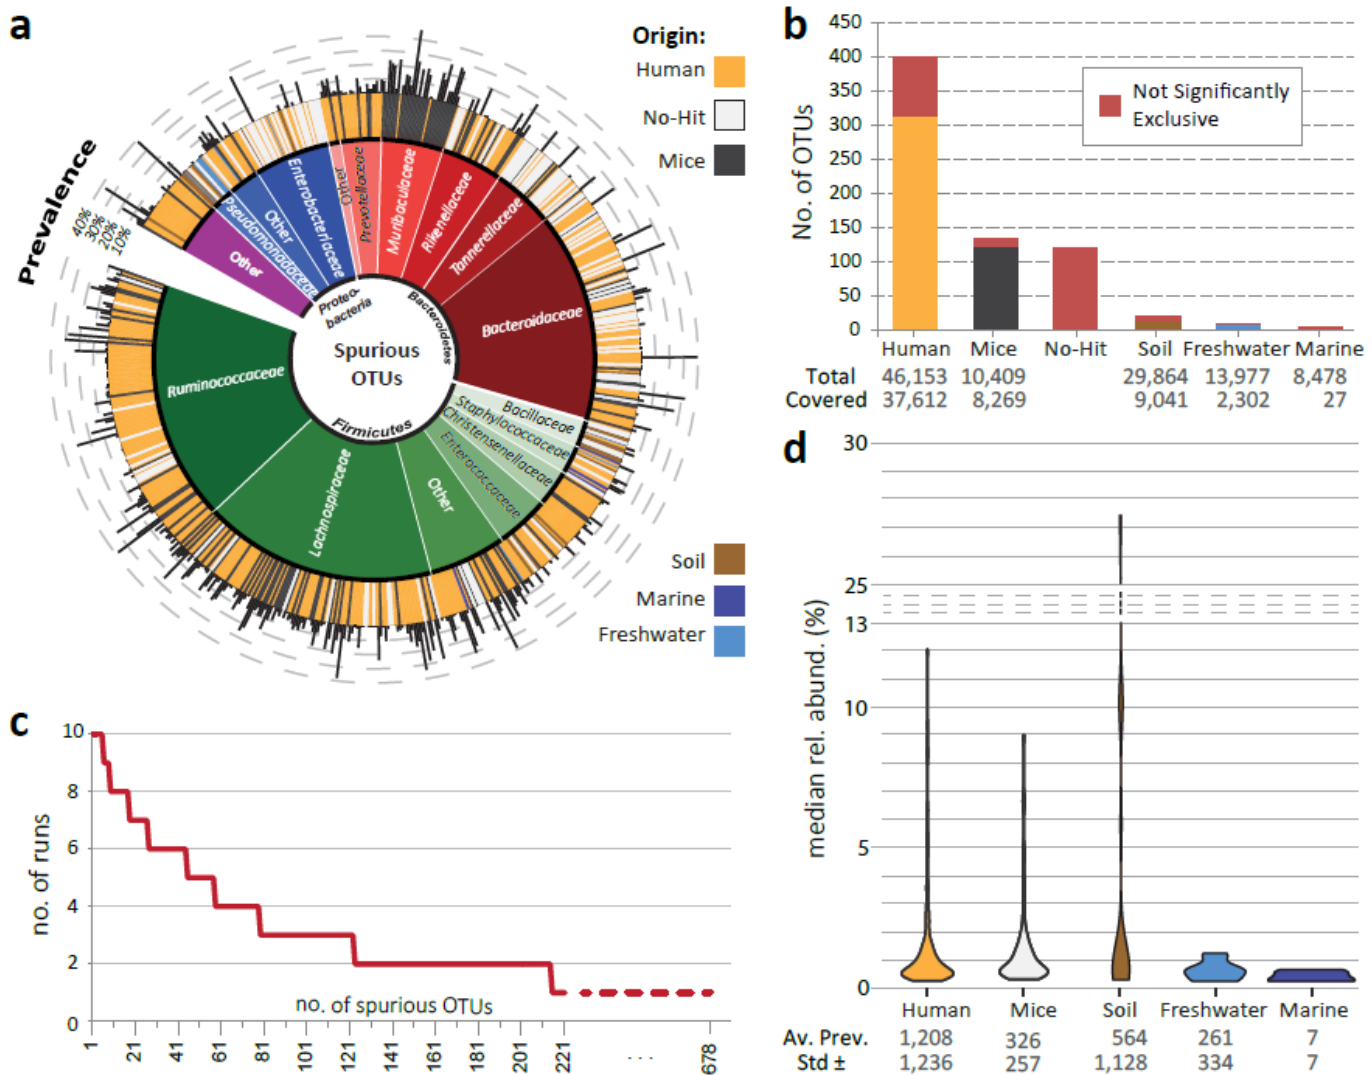 a
Origin:
Human
No-Hit
Mice
Prevalence
40%
30%
20%
10%
Other
Pseudomonadaceae
Other
Enterobacteriaceae
Other
Prevotellaceae
Muribaculaceae
Rikenellaceae
Tannerellaceae
Bacteroidaceae
Bacillaceae
Staphylococcaceae
Christensenellaceae
Enterococcaceae
Other
Lachnospiraceae
Ruminococcaceae
Proteo-
bacteria
Bacteroidetes
Firmicutes
Spurious
OTUs
Soil
Marine
Freshwater
b
No. of OTUs
450
400
350
300
250
200
150
100
50
0
Not Significantly
Exclusive
Human Mice No-Hit Soil Freshwater Marine
Total 46,153 10,409 29,864 13,977 8,478
Covered 37,612 8,269 9,041 2,302 27
c
no. of runs
10
8
6
4
2
0
no. of spurious OTUs
1 21 41 61 81 101 121 141 161 181 201 221 ... 678
d
median rel. abund. (%)
30
25
13
10
5
0
Human Mice Soil Freshwater Marine
Av. Prev. 1,208 326 564 261 7
Std ± 1,236 257 1,128 334 7